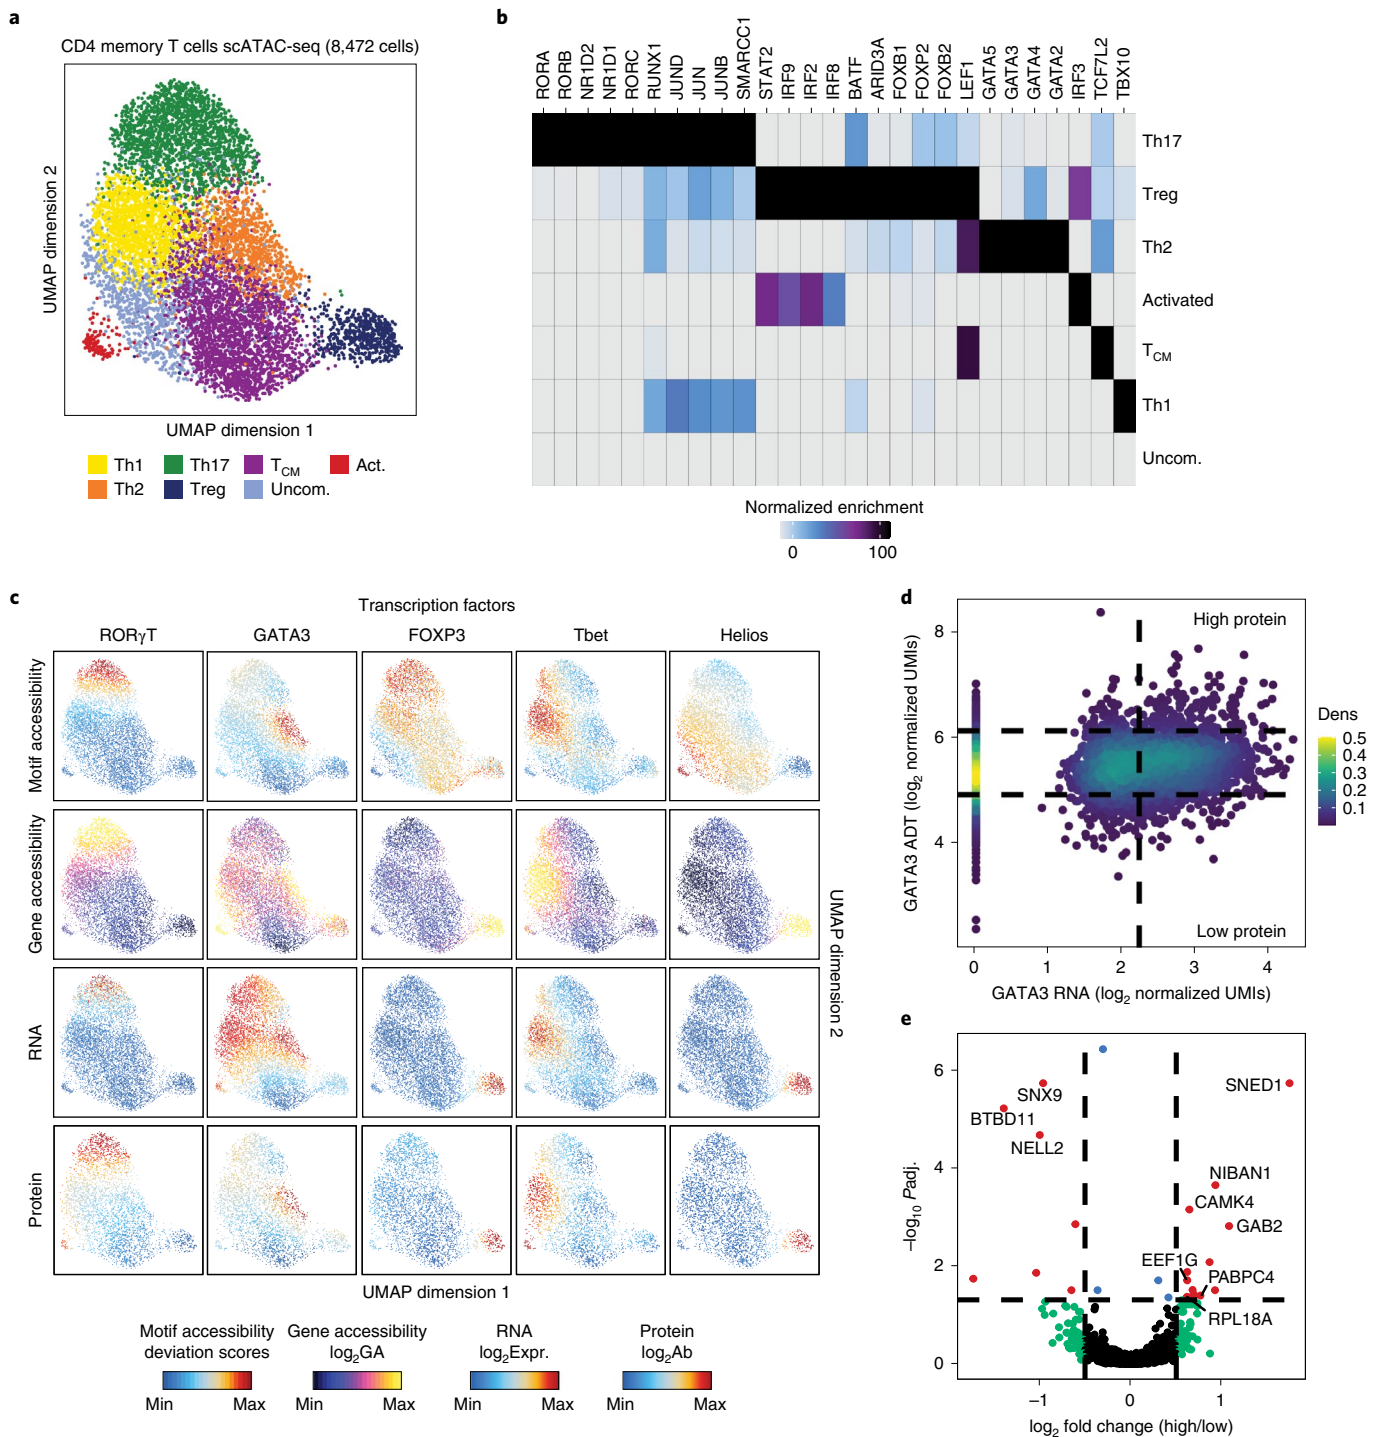 a
CD4 memory T cells scATAC-seq (8,472 cells)
UMAP dimension 2
UMAP dimension 1
Th1
Th17
TCM
Act.
Th2
Treg
Uncom.
b
RORA
RORB
NR1D2
NR1D1
RORC
RUNX1
JUND
JUN
JUNB
SMARCC1
STAT2
IRF9
IRF2
IRF8
BATF
ARID3A
FOXB1
FOXP2
FOXB2
LEF1
GATA5
GATA3
GATA4
GATA2
IRF3
TCF7L2
TBX10
Th17
Treg
Th2
Activated
TCM
Th1
Uncom.
Normalized enrichment
0 100
c
Transcription factors
RORγT GATA3 FOXP3 Tbet Helios
Motif accessibility
Gene accessibility
RNA
Protein
UMAP dimension 2
UMAP dimension 1
Motif accessibility
deviation scores
Min Max
Gene accessibility
log2GA
Min Max
RNA
log2Expr.
Min Max
Protein
log2Ab
Min Max
d
High protein
Low protein
GATA3 ADT (log2 normalized UMIs)
8
6
4
0 1 2 3 4
GATA3 RNA (log2 normalized UMIs)
Dens
0.5
0.4
0.3
0.2
0.1
e
–log10 Padj.
6
4
2
0
SNX9
BTBD11
NELL2
SNED1
NIBAN1
CAMK4
GAB2
EEF1G
PABPC4
RPL18A
–1 0 1
log2 fold change (high/low)